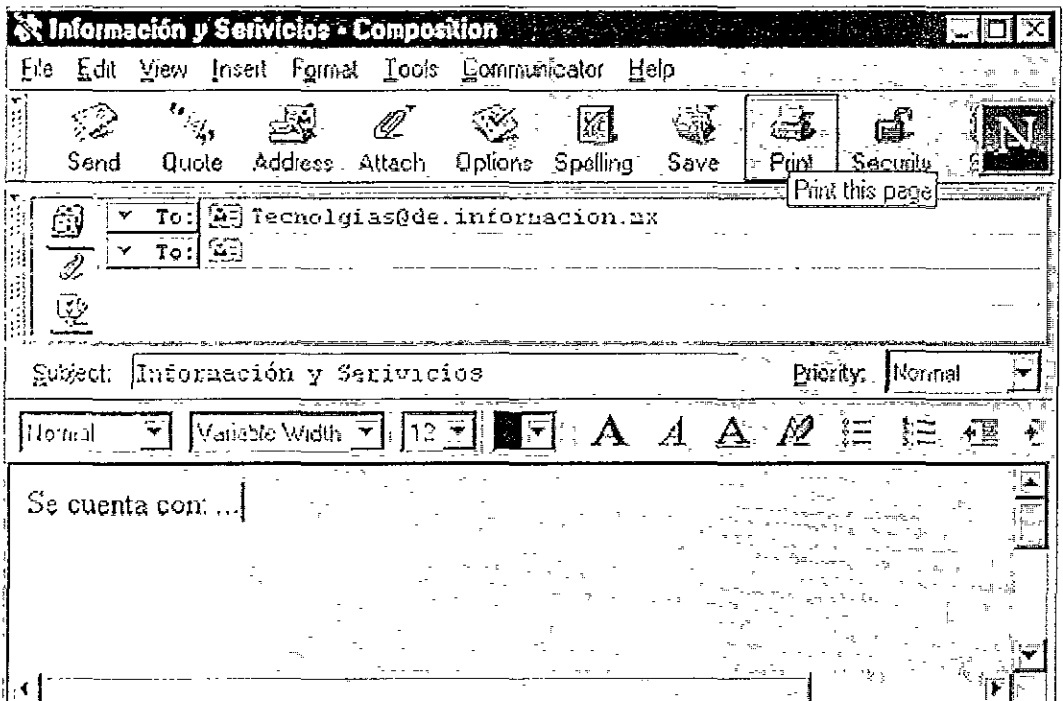 Información y Serivicios - Composition
File Edit View Insert Format Tools Communicator Help
Send Quote Address Attach Options Spelling Save Print Security
N
Print this page
To: Tecnolgias@de.informacion.mx
To:
Subject: Información y Serivicios Priority: Normal
Normal Variable Width 12 A A A
Se cuenta con: ...